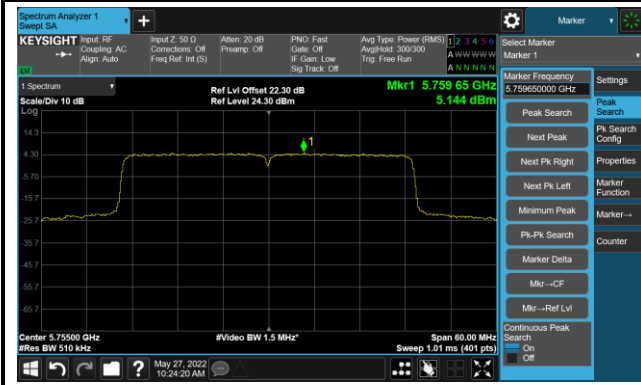 Spectrum Analyzer 1
Swept SA
+
Marker
KEYSIGHT
LW
Input: RF
Coupling: AC
Align: Auto
Input Z: 50 Ω
Corrections: Off
Freq Ref: Int (S)
Atten: 20 dB
Preamp: Off
PNO: Fast
Gate: Off
IF Gain: Low
Sig Track: Off
Avg Type: Power (RMS)
Avg|Hold: 300/300
Trig: Free Run
1 2 3 4 5 6
A W W W W W
A N N N N N
Select Marker
Marker 1
1 Spectrum
Scale/Div 10 dB
Log
Ref Lvl Offset 22.30 dB
Ref Level 24.30 dBm
Mkr1 5.759 65 GHz
5.144 dBm
14.3
4.30
-5.70
-15.7
-25.7
-35.7
-45.7
-55.7
-65.7
1
Center 5.75500 GHz
#Res BW 510 kHz
#Video BW 1.5 MHz*
Span 60.00 MHz
Sweep 1.01 ms (401 pts)
Marker Frequency
5.759650000 GHz
Peak Search
Next Peak
Next Pk Right
Next Pk Left
Minimum Peak
Pk-Pk Search
Marker Delta
Mkr→CF
Mkr→Ref Lvl
Continuous Peak
Search
On
Off
Settings
Peak
Search
Pk Search
Config
Properties
Marker
Function
Marker→
Counter
?
May 27, 2022
10:24:20 AM